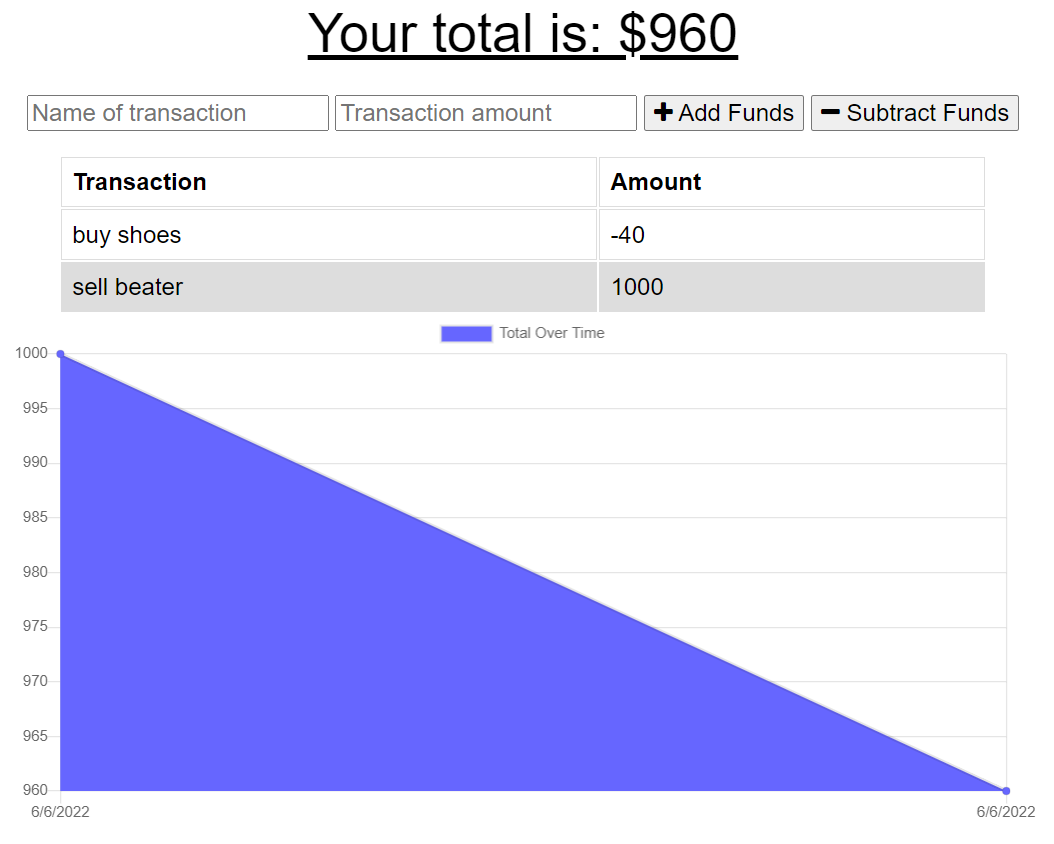 Your total is: $960
Name of transaction Transaction amount Add Funds Subtract Funds
Transaction Amount
buy shoes -40
sell beater 1000
Total Over Time
1000
995
990
985
980
975
970
965
960
6/6/2022 6/6/2022